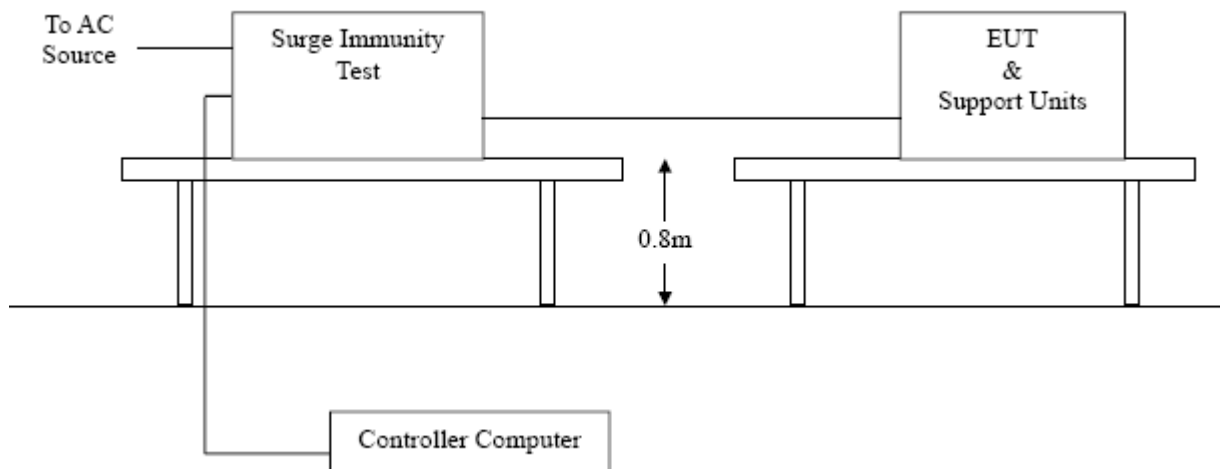 To AC
Source
Surge Immunity
Test
EUT
&
Support Units
0.8m
Controller Computer